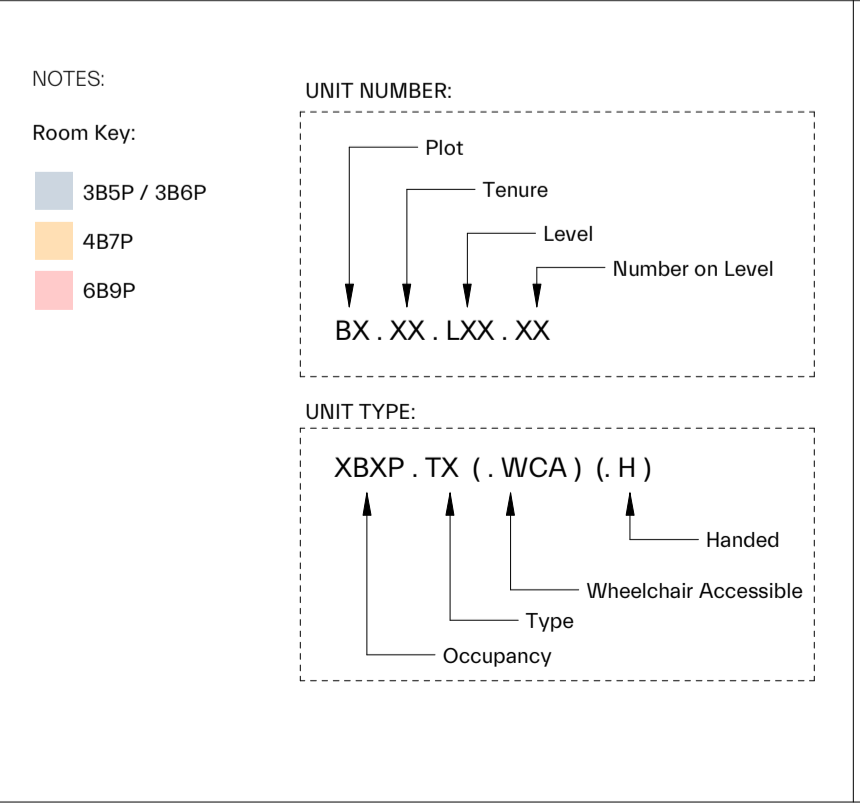 NOTES:
Room Key:
3B5P / 3B6P
4B7P
6B9P
UNIT NUMBER:
Plot
Tenure
Level
Number on Level
BX . XX . LXX . XX
UNIT TYPE:
XBXP . TX ( . WCA ) (. H )
Handed
Wheelchair Accessible
Type
Occupancy